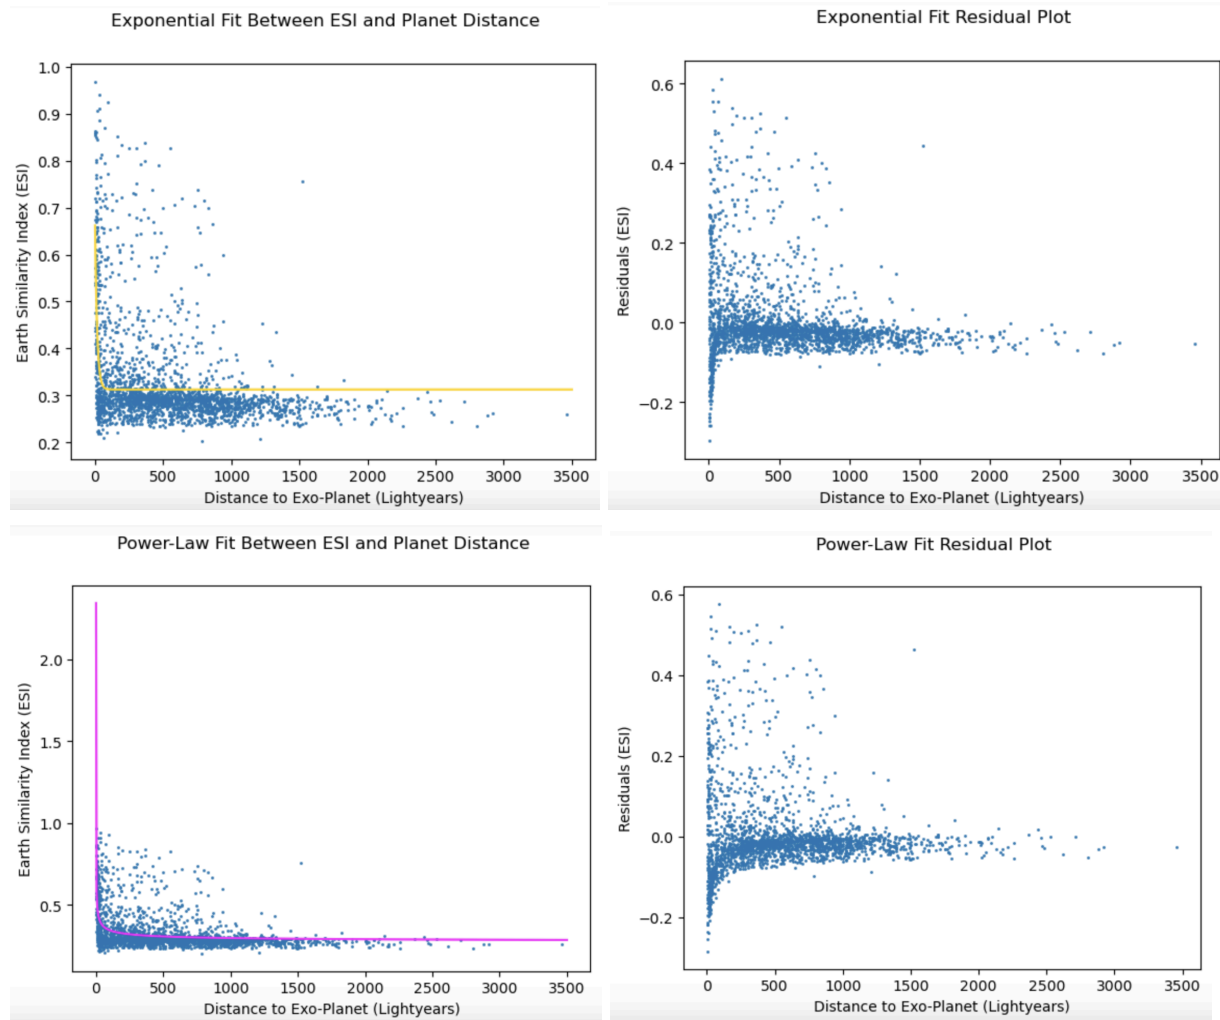 Exponential Fit Between ESI and Planet Distance
1.0
0.9
0.8
0.7
0.6
0.5
0.4
0.3
0.2
Earth Similarity Index (ESI)
0 500 1000 1500 2000 2500 3000 3500
Distance to Exo-Planet (Lightyears)
Exponential Fit Residual Plot
0.6
0.4
0.2
0.0
−0.2
Residuals (ESI)
0 500 1000 1500 2000 2500 3000 3500
Distance to Exo-Planet (Lightyears)
Power-Law Fit Between ESI and Planet Distance
2.0
1.5
1.0
0.5
Earth Similarity Index (ESI)
0 500 1000 1500 2000 2500 3000 3500
Distance to Exo-Planet (Lightyears)
Power-Law Fit Residual Plot
0.6
0.4
0.2
0.0
−0.2
Residuals (ESI)
0 500 1000 1500 2000 2500 3000 3500
Distance to Exo-Planet (Lightyears)